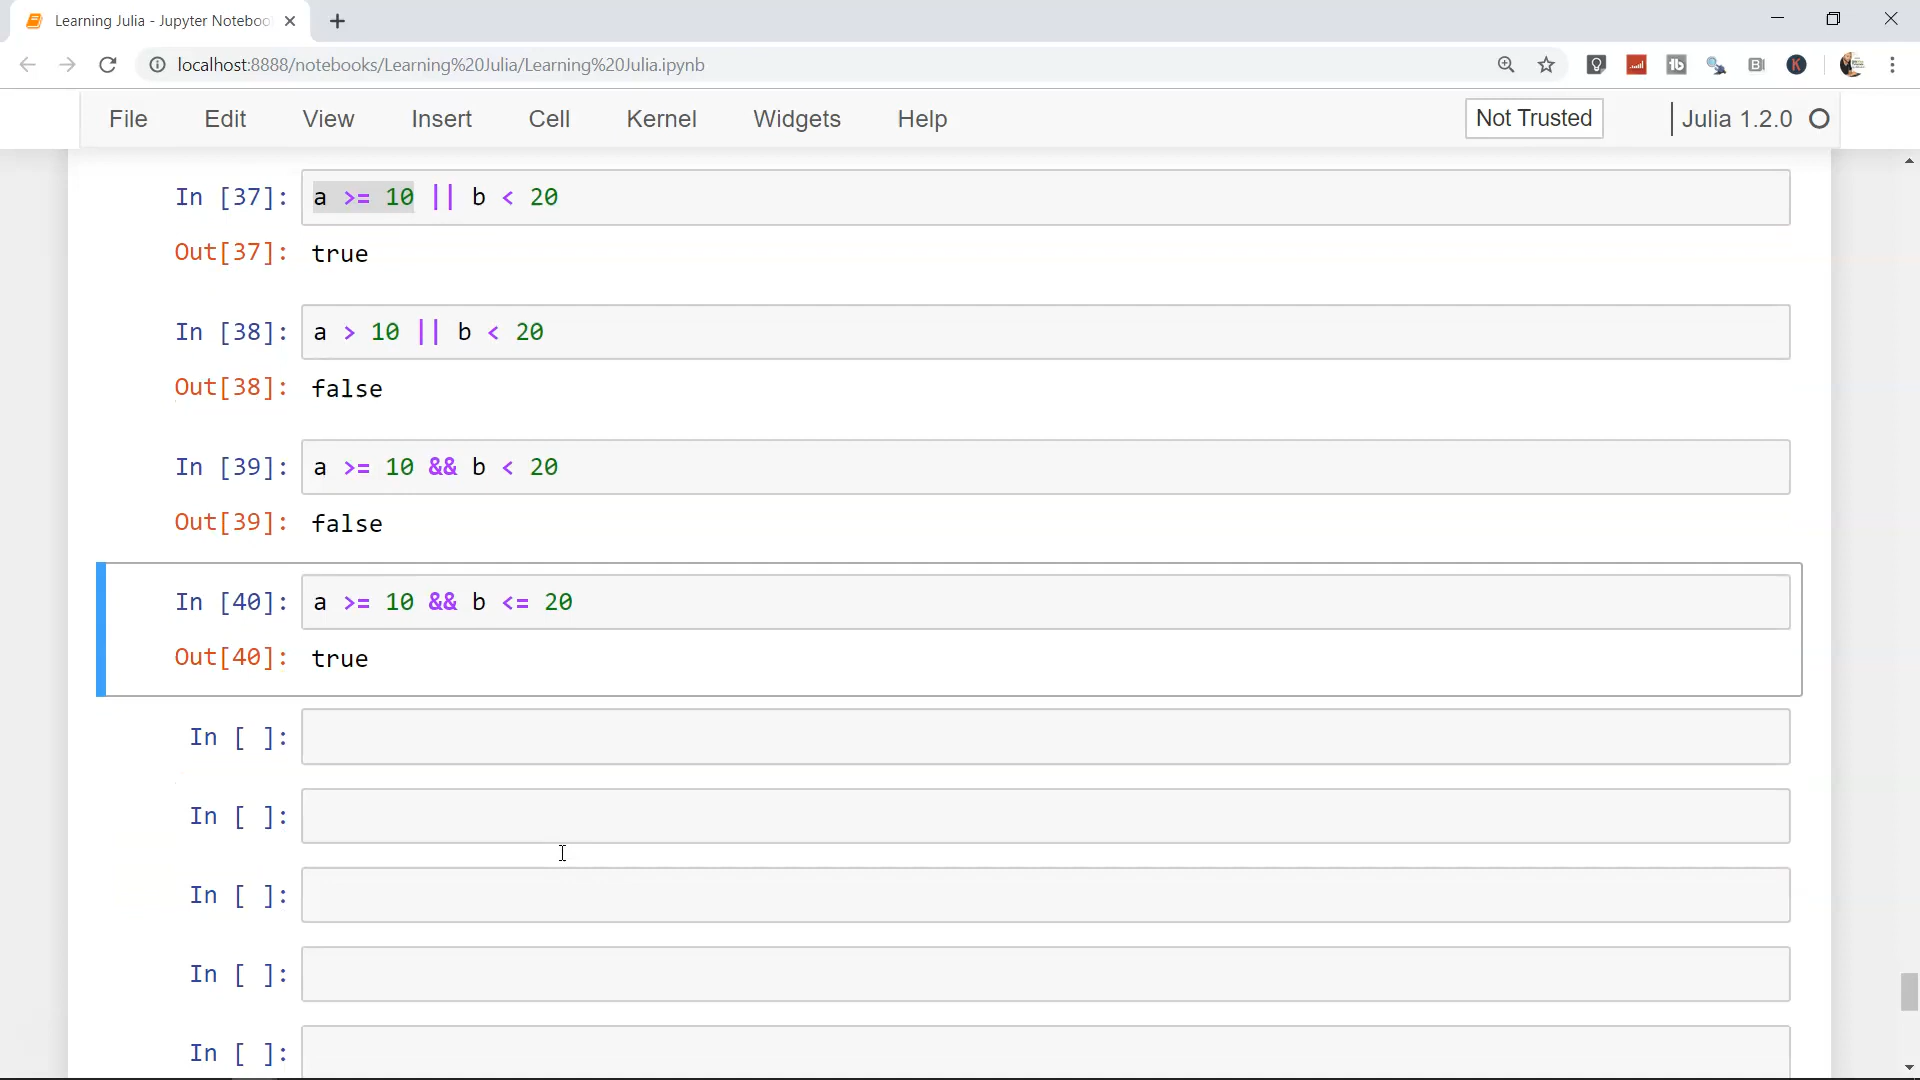 Learning Julia - Jupyter Noteboo
localhost:8888/notebooks/Learning%20Julia/Learning%20Julia.ipynb
File Edit View Insert Cell Kernel Widgets Help Not Trusted Julia 1.2.0
In [37]: a >= 10 || b < 20
Out[37]: true
In [38]: a > 10 || b < 20
Out[38]: false
In [39]: a >= 10 && b < 20
Out[39]: false
In [40]: a >= 10 && b <= 20
Out[40]: true
In [ ]:
In [ ]:
In [ ]:
In [ ]:
In [ ]: